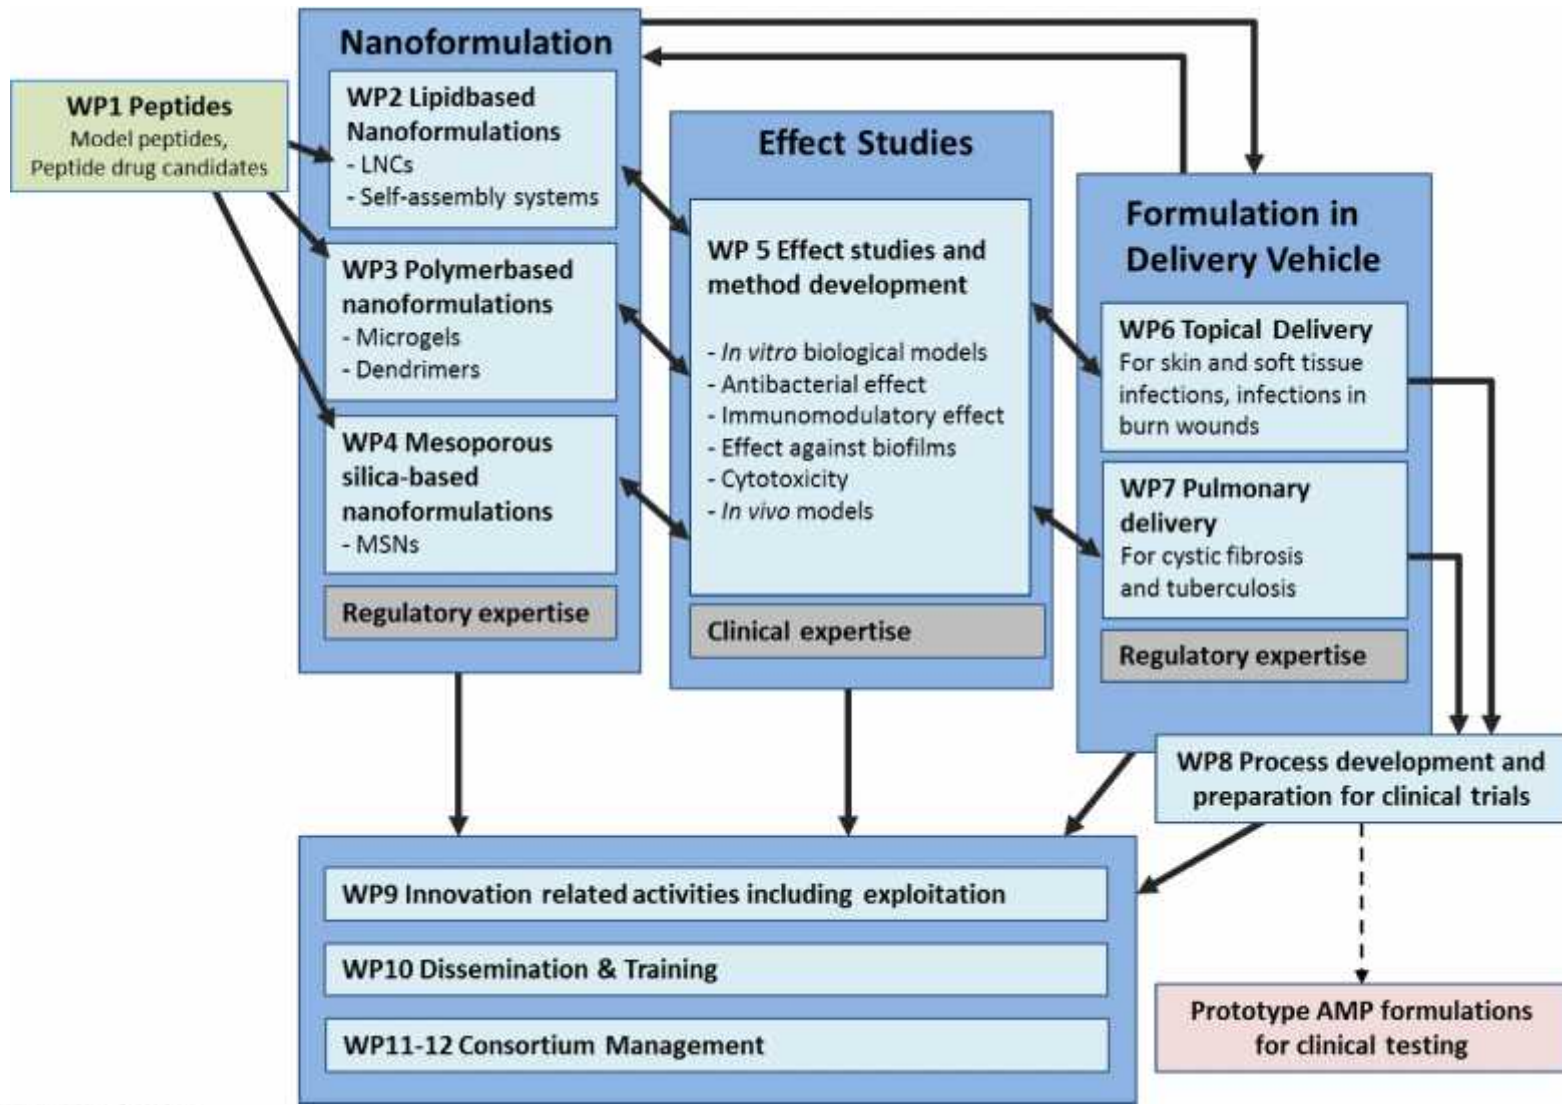 Nanoformulation
WP1 Peptides
Model peptides,
Peptide drug candidates
WP2 Lipidbased
Nanoformulations
- LNCs
- Self-assembly systems
WP3 Polymerbased
nanoformulations
- Microgels
- Dendrimers
WP4 Mesoporous
silica-based
nanoformulations
- MSNs
Regulatory expertise
Effect Studies
WP 5 Effect studies and
method development
- In vitro biological models
- Antibacterial effect
- Immunomodulatory effect
- Effect against biofilms
- Cytotoxicity
- In vivo models
Clinical expertise
Formulation in
Delivery Vehicle
WP6 Topical Delivery
For skin and soft tissue
infections, infections in
burn wounds
WP7 Pulmonary
delivery
For cystic fibrosis
and tuberculosis
Regulatory expertise
WP8 Process development and
preparation for clinical trials
WP9 Innovation related activities including exploitation
WP10 Dissemination & Training
WP11-12 Consortium Management
Prototype AMP formulations
for clinical testing